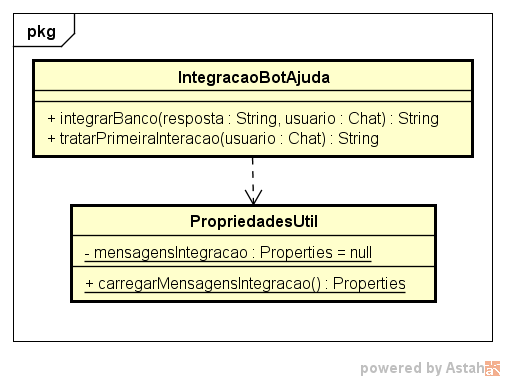 pkg
IntegracaoBotAjuda
+ integrarBanco(resposta : String, usuario : Chat) : String
+ tratarPrimeiraInteracao(usuario : Chat) : String
PropriedadesUtil
- mensagensIntegracao : Properties = null
+ carregarMensagensIntegracao() : Properties
powered by Astah